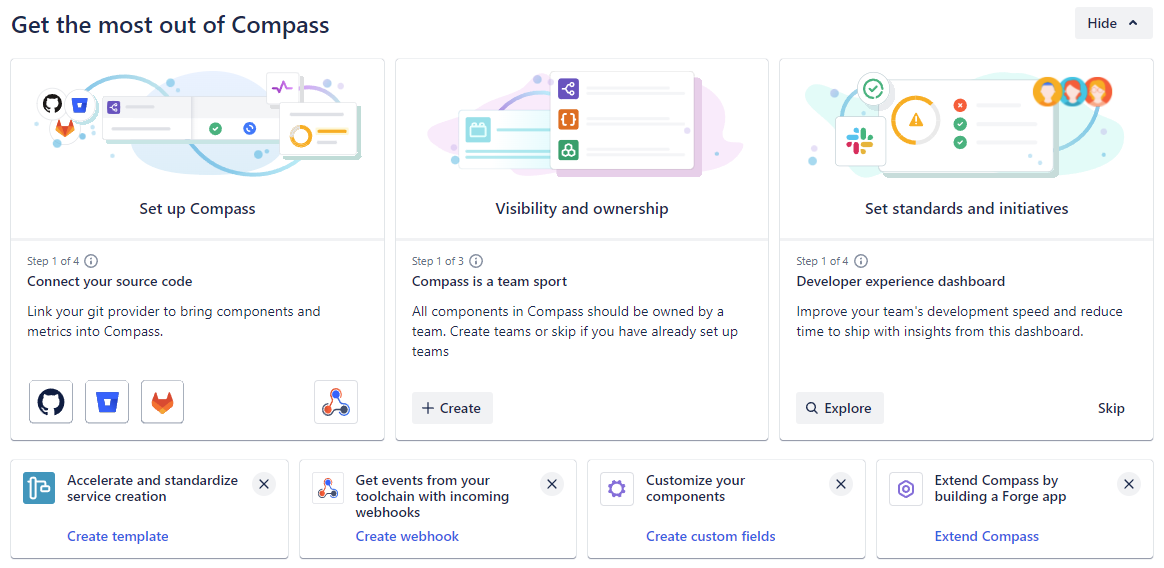 Get the most out of Compass
Hide
Set up Compass
Step 1 of 4
Connect your source code
Link your git provider to bring components and
metrics into Compass.
Visibility and ownership
Step 1 of 3
Compass is a team sport
All components in Compass should be owned by a
team. Create teams or skip if you have already set up
teams
Create
Set standards and initiatives
Step 1 of 4
Developer experience dashboard
Improve your team's development speed and reduce
time to ship with insights from this dashboard.
Explore
Skip
Accelerate and standardize
service creation
Create template
Get events from your
toolchain with incoming
webhooks
Create webhook
Customize your
components
Create custom fields
Extend Compass by
building a Forge app
Extend Compass